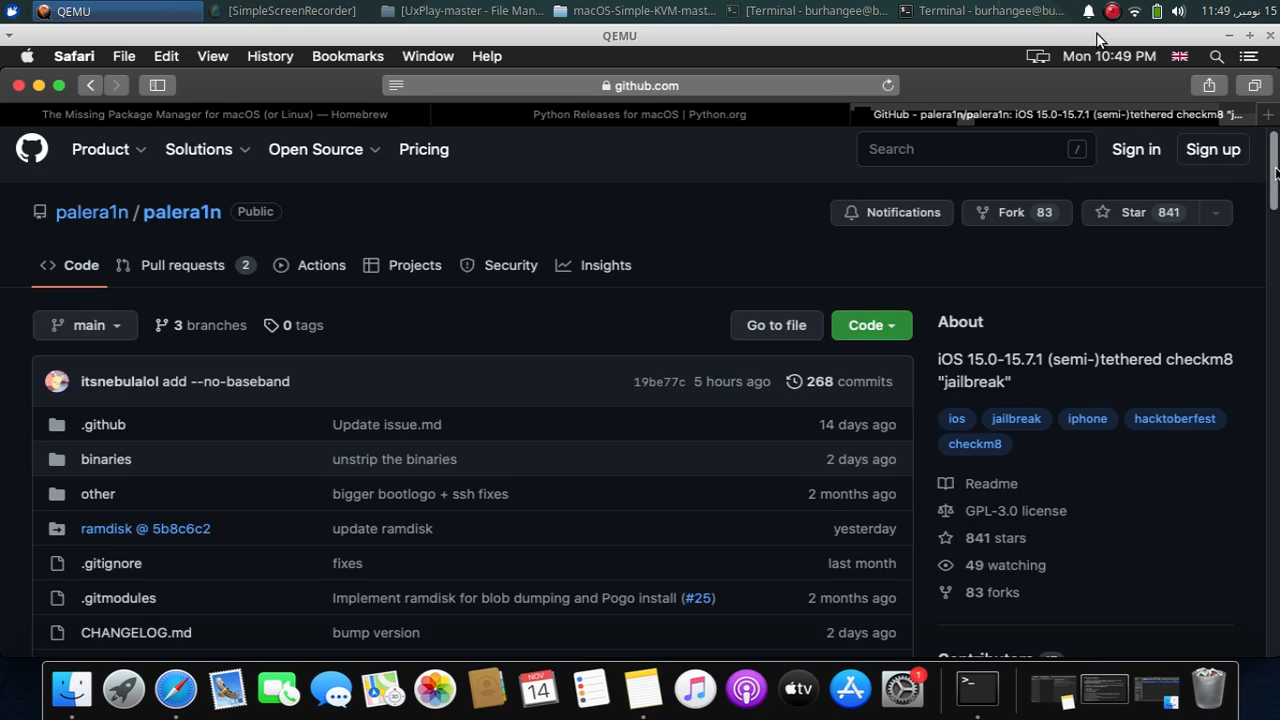 QEMU
[SimpleScreenRecorder]
[UxPlay-master - File Man...
macOS-Simple-KVM-mast...
[Terminal - burhangee@b...
Terminal - burhangee@bu...
15 نومبر, 11:49
QEMU
Safari File Edit View History Bookmarks Window Help
Mon 10:49 PM
github.com
The Missing Package Manager for macOS (or Linux) — Homebrew
Python Releases for macOS | Python.org
GitHub - palera1n/palera1n: iOS 15.0-15.7.1 (semi-)tethered checkm8 "j...
Product Solutions Open Source Pricing
Search /
Sign in
Sign up
palera1n / palera1n Public
Notifications
Fork 83
Star 841
Code
Pull requests 2
Actions
Projects
Security
Insights
main
3 branches
0 tags
Go to file
Code
itsnebulalol add --no-baseband 19be77c 5 hours ago 268 commits
.github Update issue.md 14 days ago
binaries unstrip the binaries 2 days ago
other bigger bootlogo + ssh fixes 2 months ago
ramdisk @ 5b8c6c2 update ramdisk yesterday
.gitignore fixes last month
.gitmodules Implement ramdisk for blob dumping and Pogo install (#25) 2 months ago
CHANGELOG.md bump version 2 days ago
About
iOS 15.0-15.7.1 (semi-)tethered checkm8
"jailbreak"
ios jailbreak iphone hacktoberfest
checkm8
Readme
GPL-3.0 license
841 stars
49 watching
83 forks
NOV
14
tv
1